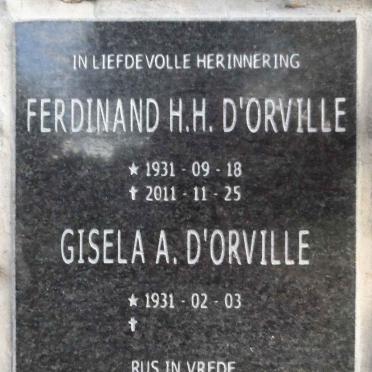 IN LIEFDEVOLLE HERINNERING
FERDINAND H.H. D'ORVILLE
★ 1931 - 09 - 18
✝ 2011 - 11 - 25
GISELA A. D'ORVILLE
★ 1931 - 02 - 03
✝
RUS IN VREDE